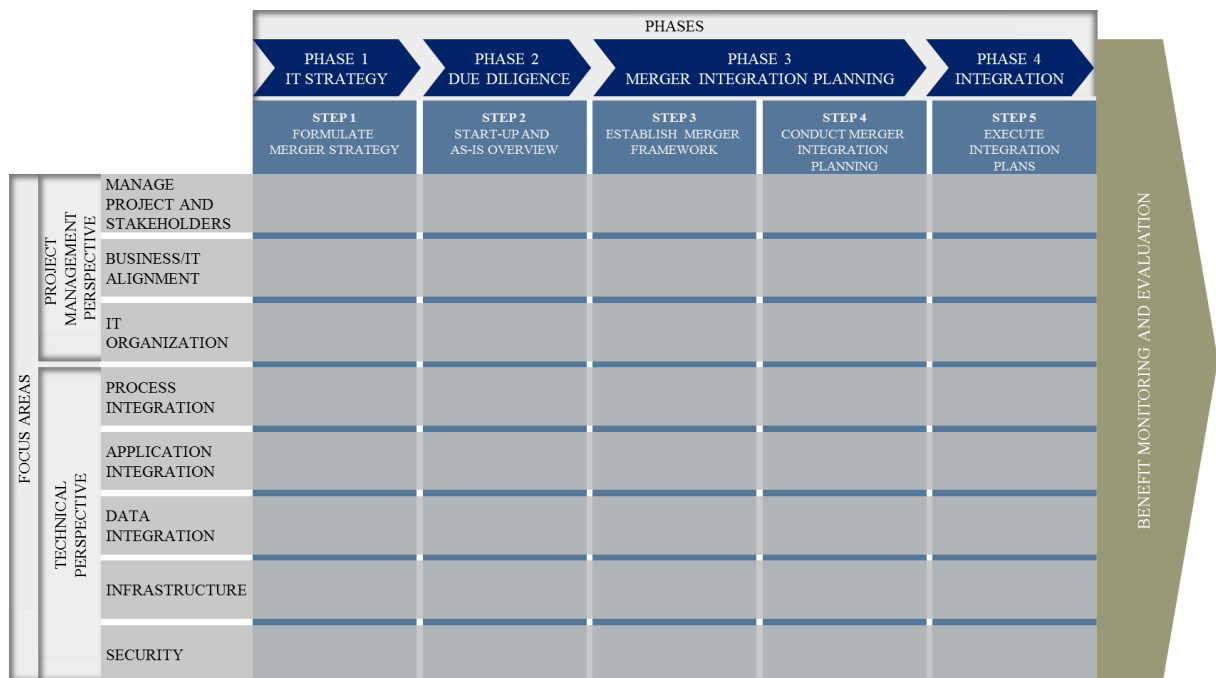 PHASES
PHASE 1
IT STRATEGY
PHASE 2
DUE DILIGENCE
PHASE 3
MERGER INTEGRATION PLANNING
PHASE 4
INTEGRATION
STEP 1
FORMULATE
MERGER STRATEGY
STEP 2
START-UP AND
AS-IS OVERVIEW
STEP 3
ESTABLISH MERGER
FRAMEWORK
STEP 4
CONDUCT MERGER
INTEGRATION
PLANNING
STEP 5
EXECUTE
INTEGRATION
PLANS
FOCUS AREAS
PROJECT
MANAGEMENT
PERSPECTIVE
MANAGE
PROJECT AND
STAKEHOLDERS
BUSINESS/IT
ALIGNMENT
IT
ORGANIZATION
TECHNICAL
PERSPECTIVE
PROCESS
INTEGRATION
APPLICATION
INTEGRATION
DATA
INTEGRATION
INFRASTRUCTURE
SECURITY
BENEFIT MONITORING AND EVALUATION